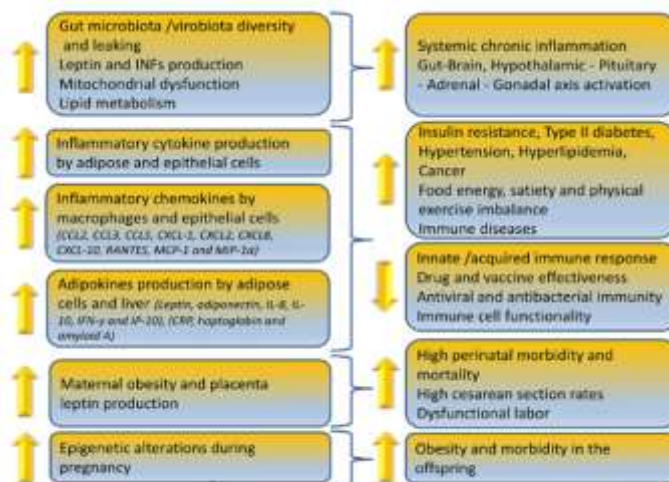 Gut microbiota /virobiota diversity
and leaking
Leptin and INFs production
Mitochondrial dysfunction
Lipid metabolism
Inflammatory cytokine production
by adipose and epithelial cells
Inflammatory chemokines by
macrophages and epithelial cells
(CCL2, CCL3, CCL5, CXCL-1, CXCL2, CXCL8,
CXCL-10, RANTES, MCP-1 and MIP-1α)
Adipokines production by adipose
cells and liver (Leptin, adiponectin, IL-8, IL-
10, IFN-γ and IP-10), (CRP, haptoglobin and
amyloid A)
Maternal obesity and placenta
leptin production
Epigenetic alterations during
pregnancy
Systemic chronic inflammation
Gut-Brain, Hypothalamic - Pituitary
- Adrenal - Gonadal axis activation
Insulin resistance, Type II diabetes,
Hypertension, Hyperlipidemia,
Cancer
Food energy, satiety and physical
exercise imbalance
Immune diseases
Innate /acquired immune response
Drug and vaccine effectiveness
Antiviral and antibacterial immunity
Immune cell functionality
High perinatal morbidity and
mortality
High cesarean section rates
Dysfunctional labor
Obesity and morbidity in the
offspring